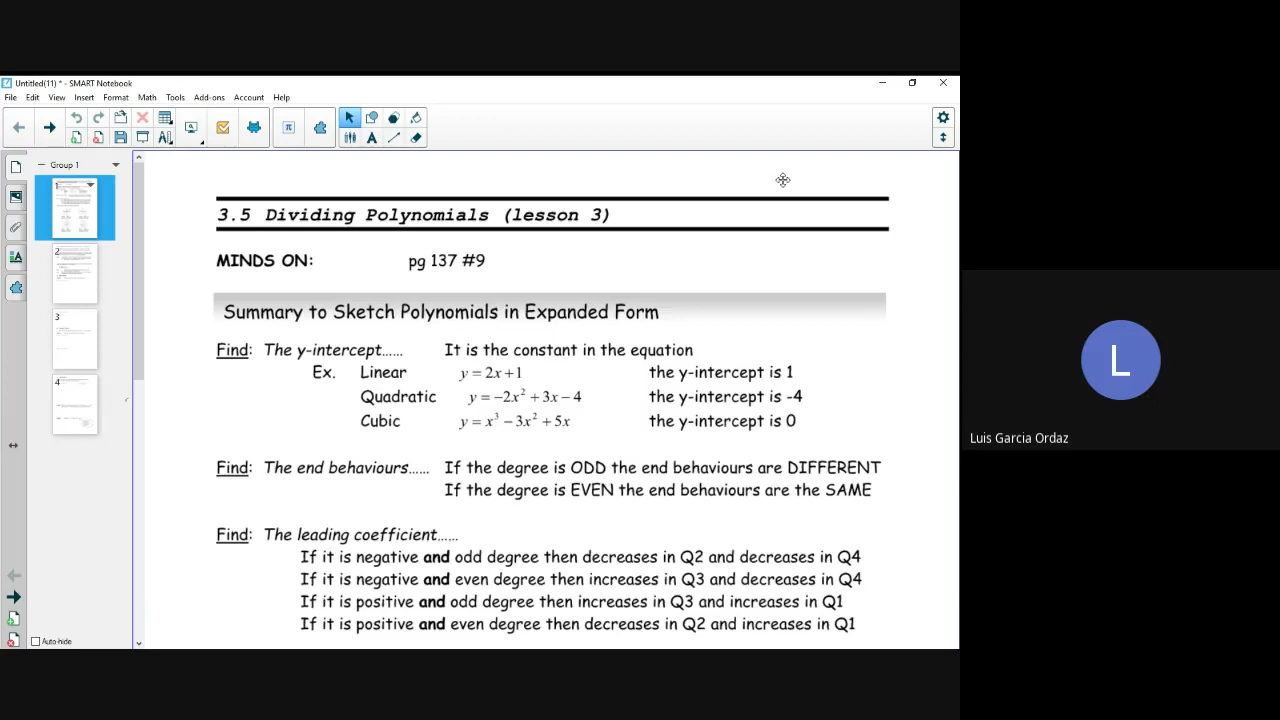 Untitled(11) * - SMART Notebook
File Edit View Insert Format Math Tools Add-ons Account Help
Group 1
2
3
4
Auto-hide
3.5 Dividing Polynomials (lesson 3)
MINDS ON: pg 137 #9
Summary to Sketch Polynomials in Expanded Form
Find: The y-intercept...... It is the constant in the equation
Ex. Linear y = 2x + 1 the y-intercept is 1
Quadratic y = −2x² + 3x − 4 the y-intercept is -4
Cubic y = x³ − 3x² + 5x the y-intercept is 0
Find: The end behaviours...... If the degree is ODD the end behaviours are DIFFERENT
If the degree is EVEN the end behaviours are the SAME
Find: The leading coefficient......
If it is negative and odd degree then decreases in Q2 and decreases in Q4
If it is negative and even degree then increases in Q3 and decreases in Q4
If it is positive and odd degree then increases in Q3 and increases in Q1
If it is positive and even degree then decreases in Q2 and increases in Q1
L
Luis Garcia Ordaz